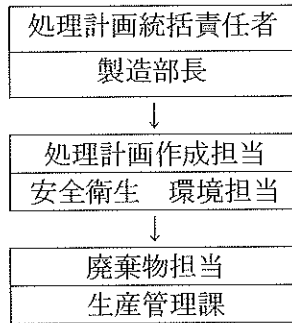 処理計画統括責任者
製造部長
↓
処理計画作成担当
安全衛生　環境担当
↓
廃棄物担当
生産管理課